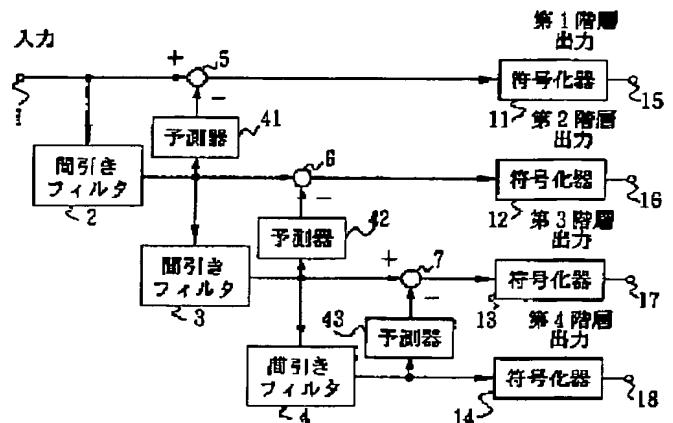 入力
1
+
5
−
予測器
41
間引き
フィルタ
2
第1階層
出力
符号化器
11
15
6
−
予測器
42
間引き
フィルタ
3
第2階層
出力
符号化器
12
16
+
7
−
43
予測器
間引き
フィルタ
4
第3階層
出力
符号化器
13
17
第4階層
出力
符号化器
14
18